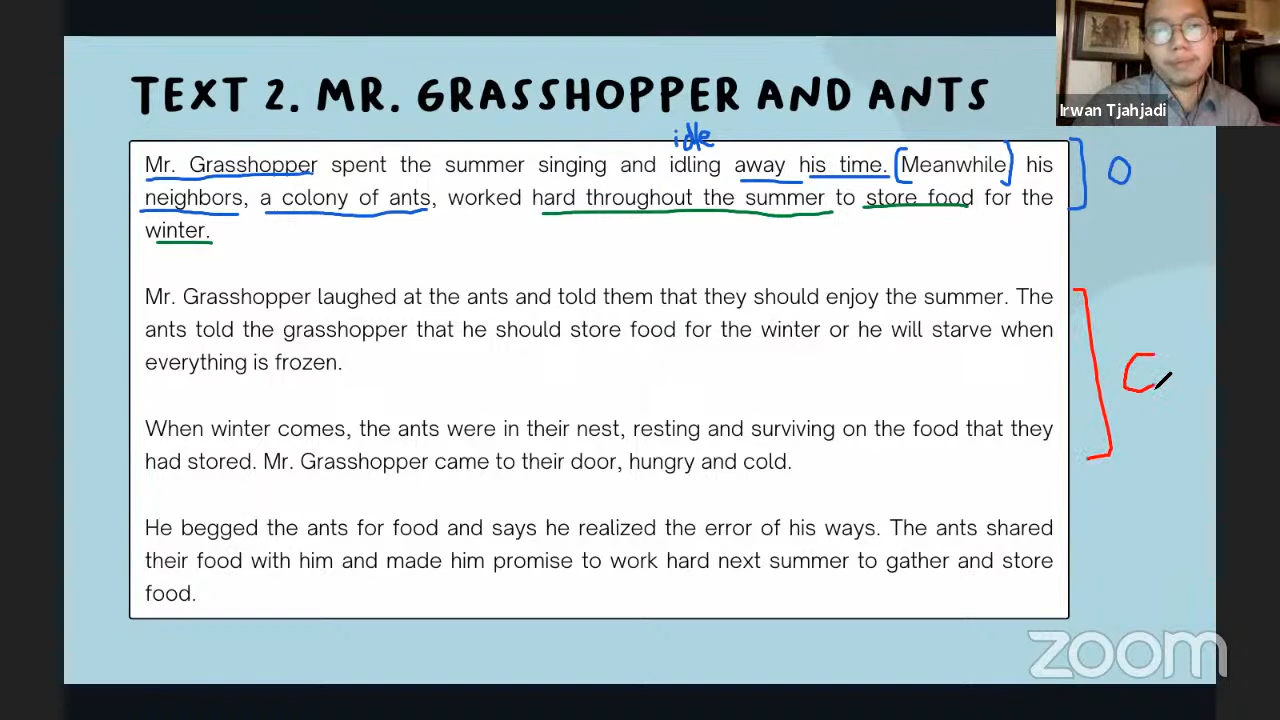 TEXT 2. MR. GRASSHOPPER AND ANTS
Irwan Tjahjadi
idle
Mr. Grasshopper spent the summer singing and idling away his time. [Meanwhile] his
neighbors, a colony of ants, worked hard throughout the summer to store food for the
winter.
O
Mr. Grasshopper laughed at the ants and told them that they should enjoy the summer. The
ants told the grasshopper that he should store food for the winter or he will starve when
everything is frozen.
C
When winter comes, the ants were in their nest, resting and surviving on the food that they
had stored. Mr. Grasshopper came to their door, hungry and cold.
He begged the ants for food and says he realized the error of his ways. The ants shared
their food with him and made him promise to work hard next summer to gather and store
food.
zoom